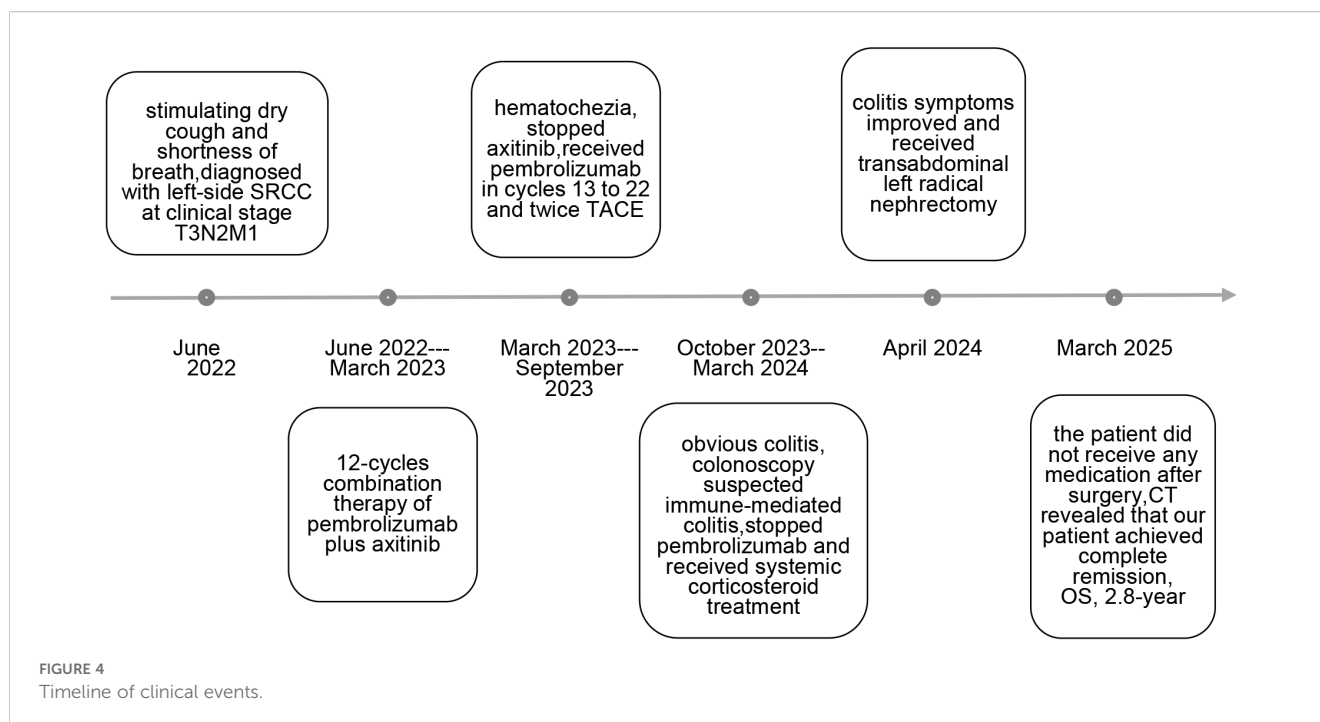 stimulating dry
cough and
shortness of
breath,diagnosed
with left-side SRCC
at clinical stage
T3N2M1
hematochezia,
stopped
axitinib,received
pembrolizumab
in cycles 13 to 22
and twice TACE
colitis symptoms
improved and
received
transabdominal
left radical
nephrectomy
June
2022
June 2022---
March 2023
March 2023---
September
2023
October 2023--
March 2024
April 2024
March 2025
12-cycles
combination
therapy of
pembrolizumab
plus axitinib
obvious colitis,
colonoscopy
suspected
immune-mediated
colitis,stopped
pembrolizumab and
received systemic
corticosteroid
treatment
the patient did
not receive any
medication after
surgery,CT
revealed that our
patient achieved
complete
remission,
OS, 2.8-year
FIGURE 4
Timeline of clinical events.